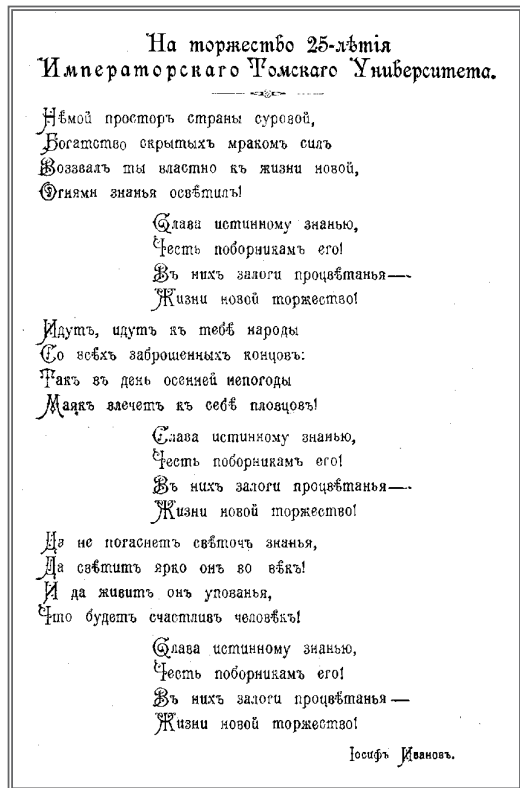 На торжество 25-лѣтія
Императорскаго Томскаго Университета.
Нѣмой просторъ страны суровой,
Богатство скрытыхъ мракомъ силъ
Воззвалъ ты властно къ жизни новой,
Огнями знанья освѣтилъ!
Слава истинному знанью,
Честь поборникамъ его!
Въ нихъ залоги процвѣтанья—
Жизни новой торжество!
Идутъ, идутъ къ тебѣ народы
Со всѣхъ заброшенныхъ концовъ:
Такъ въ день осенней непогоды
Маякъ влечетъ къ себѣ пловцовъ!
Слава истинному знанью,
Честь поборникамъ его!
Въ нихъ залоги процвѣтанья—
Жизни новой торжество!
Да не погаснетъ свѣточъ знанья,
Да свѣтитъ ярко онъ во вѣкъ!
И да живитъ онъ упованья,
Что будетъ счастливъ человѣкъ!
Слава истинному знанью,
Честь поборникамъ его!
Въ нихъ залоги процвѣтанья—
Жизни новой торжество!
Іосифъ Ивановъ.